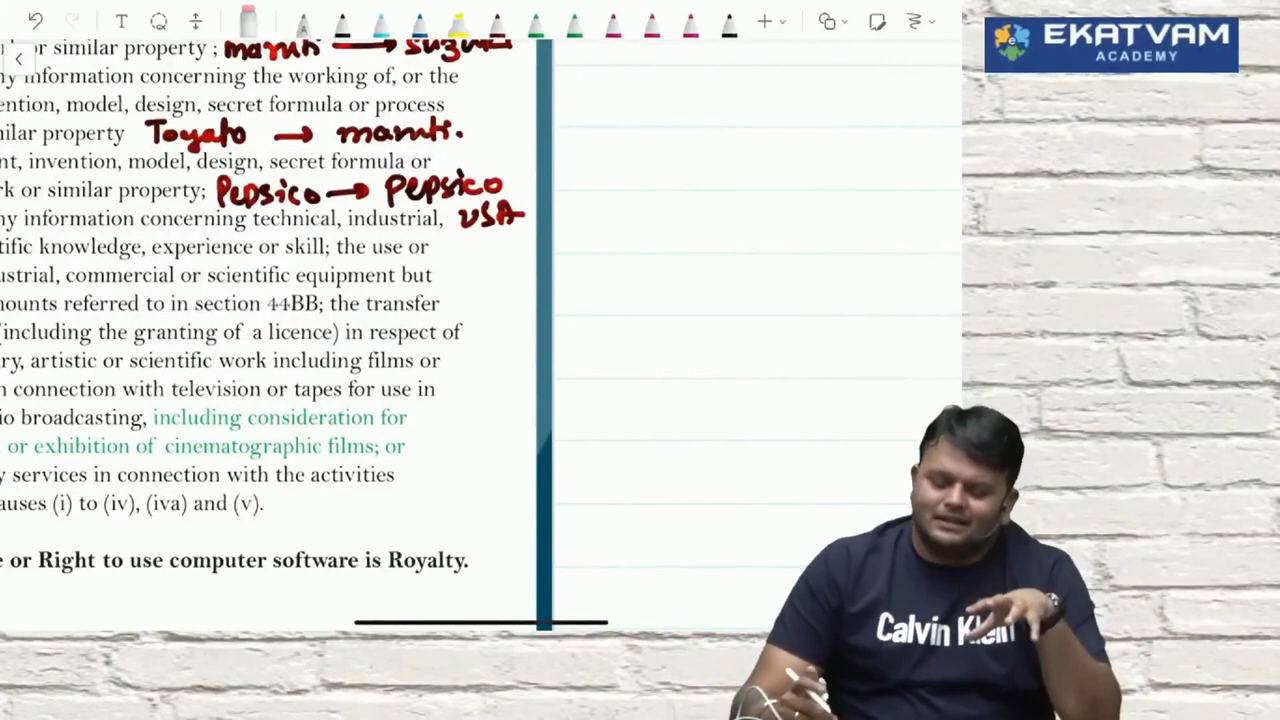 EKATVAM
ACADEMY
or similar property ; maruti → suzuki
information concerning the working of, or the
ention, model, design, secret formula or process
ilar property Toyato → maruti.
nt, invention, model, design, secret formula or
rk or similar property; Pepsico → Pepsico
USA
ny information concerning technical, industrial,
tific knowledge, experience or skill; the use or
ustrial, commercial or scientific equipment but
mounts referred to in section 44BB; the transfer
(including the granting of a licence) in respect of
ry, artistic or scientific work including films or
n connection with television or tapes for use in
io broadcasting, including consideration for
or exhibition of cinematographic films; or
y services in connection with the activities
auses (i) to (iv), (iva) and (v).
e or Right to use computer software is Royalty.
Calvin Klein